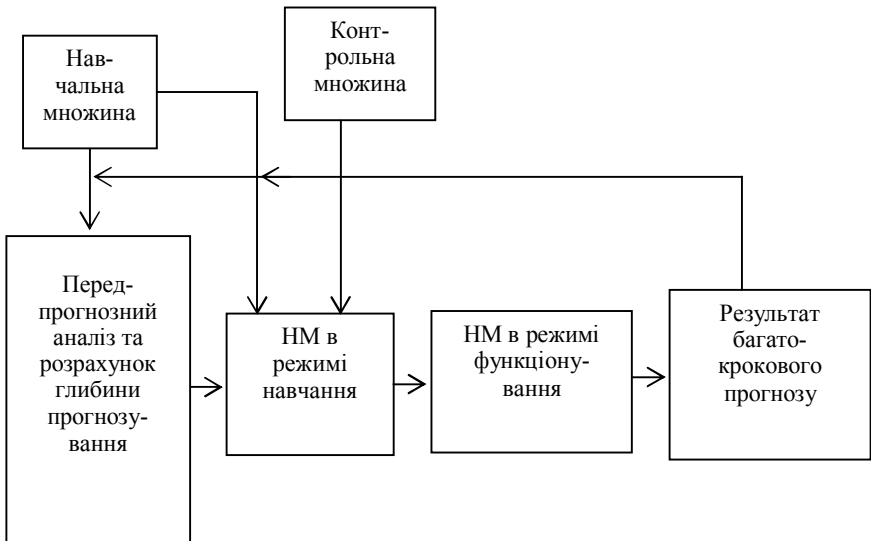 Нав-
чальна
множина
Конт-
рольна
множина
Перед-
прогнозний
аналіз та
розрахунок
глибини
прогнозу-
вання
НМ в
режимі
навчання
НМ в режимі
функціону-
вання
Результат
багато-
крокового
прогнозу